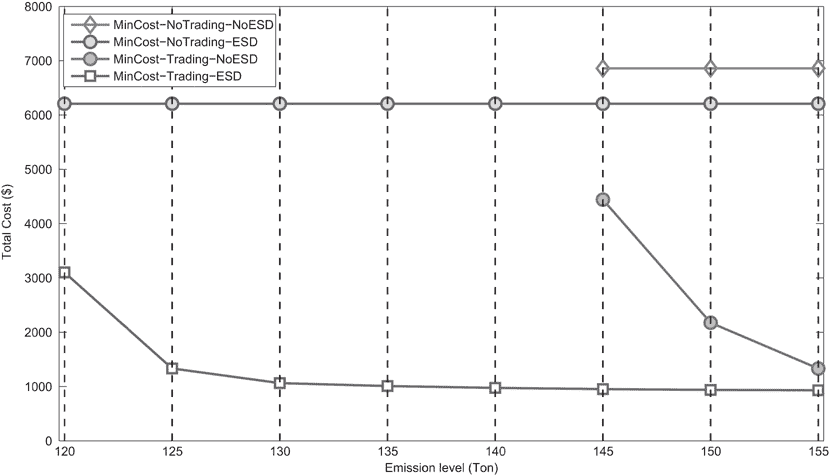 8000
7000
6000
5000
4000
3000
2000
1000
0
Total Cost ($)
MinCost−NoTrading−NoESD
MinCost−NoTrading−ESD
MinCost−Trading−NoESD
MinCost−Trading−ESD
120 125 130 135 140 145 150 155
Emission level (Ton)